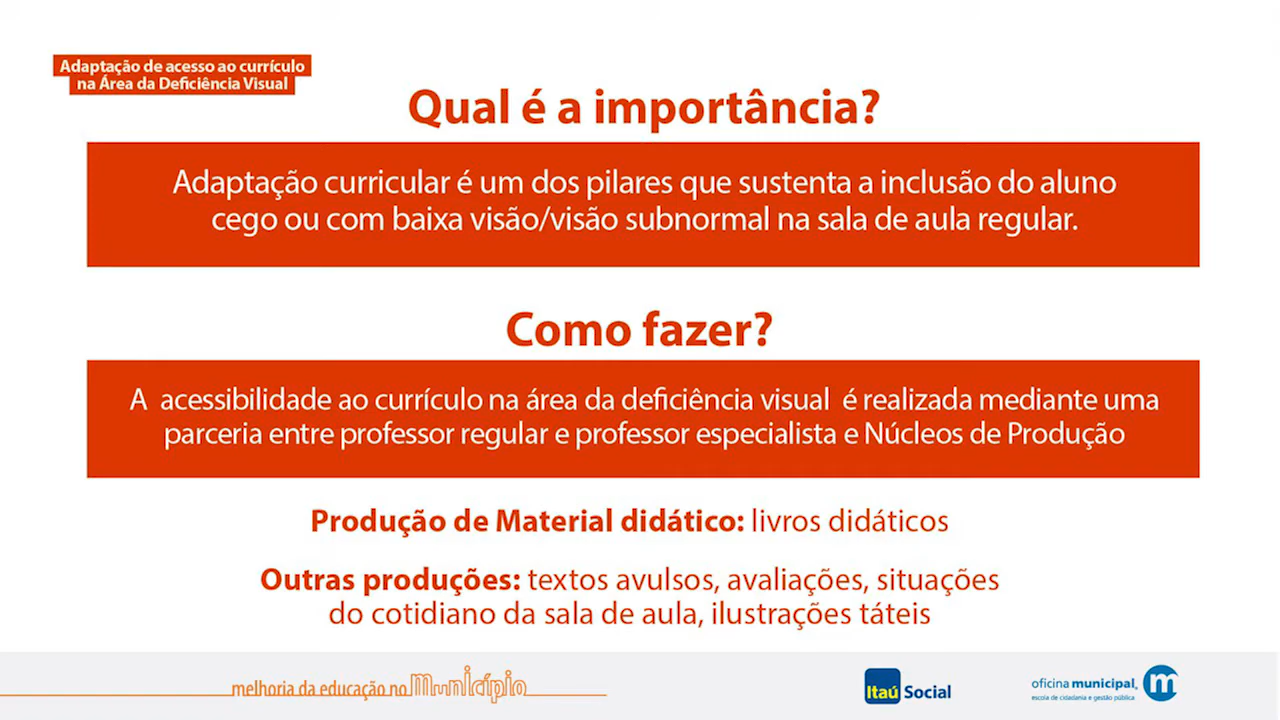 Adaptação de acesso ao currículo
na Área da Deficiência Visual
Qual é a importância?
Adaptação curricular é um dos pilares que sustenta a inclusão do aluno
cego ou com baixa visão/visão subnormal na sala de aula regular.
Como fazer?
A acessibilidade ao currículo na área da deficiência visual é realizada mediante uma
parceria entre professor regular e professor especialista e Núcleos de Produção
Produção de Material didático: livros didáticos
Outras produções: textos avulsos, avaliações, situações
do cotidiano da sala de aula, ilustrações táteis
melhoria da educação no município
Itaú Social
oficina municipal
escola de cidadania e gestão pública
m